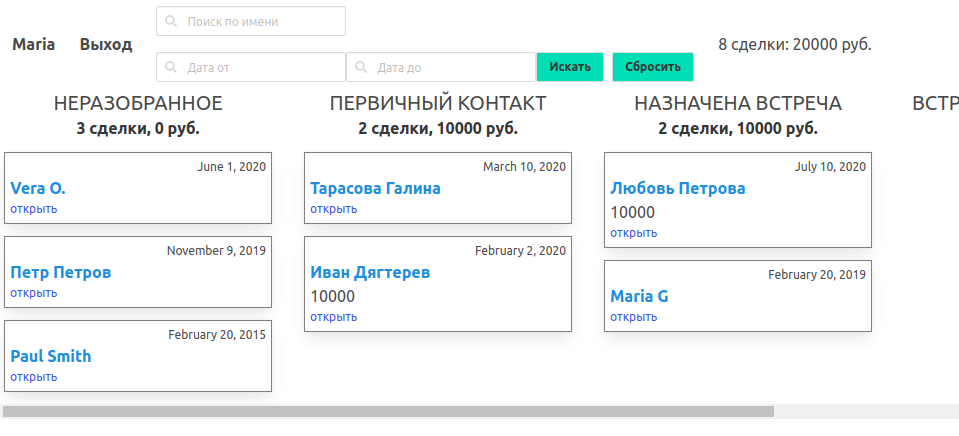 Поиск по имени
Maria
Выход
8 сделки: 20000 руб.
Дата от
Дата до
Искать
Сбросить
НЕРАЗОБРАННОЕ
3 сделки, 0 руб.
June 1, 2020
Vera O.
открыть
November 9, 2019
Петр Петров
открыть
February 20, 2015
Paul Smith
открыть
ПЕРВИЧНЫЙ КОНТАКТ
2 сделки, 10000 руб.
March 10, 2020
Тарасова Галина
открыть
February 2, 2020
Иван Дягтерев
10000
открыть
НАЗНАЧЕНА ВСТРЕЧА
2 сделки, 10000 руб.
July 10, 2020
Любовь Петрова
10000
открыть
February 20, 2019
Maria G
открыть
ВСТР